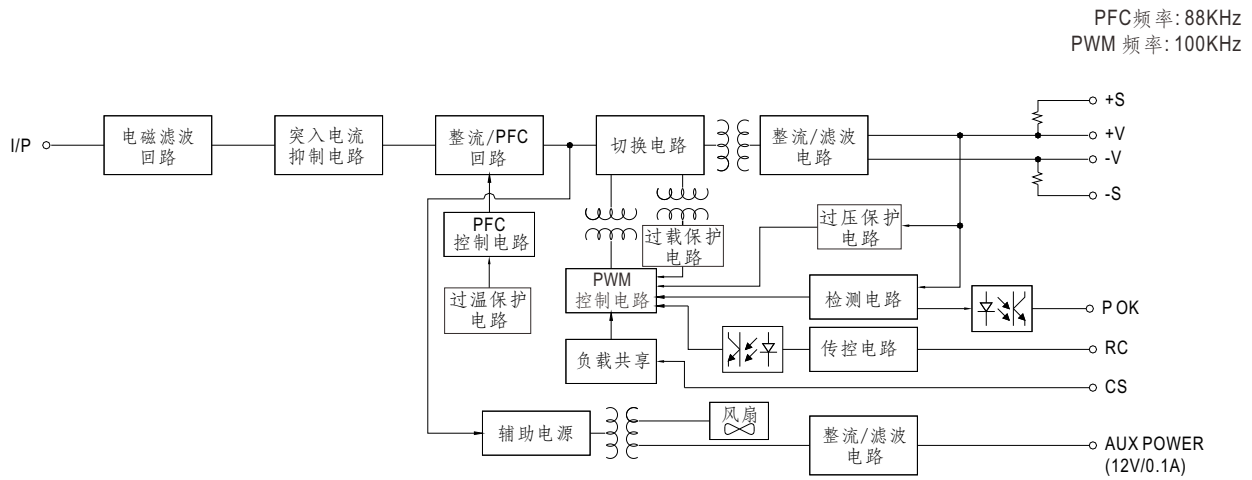 PFC频率: 88KHz
PWM 频率: 100KHz
I/P
电磁滤波
回路
突入电流
抑制电路
整流/PFC
回路
切换电路
整流/滤波
电路
+S
+V
-V
-S
PFC
控制电路
过载保护
电路
过压保护
电路
过温保护
电路
PWM
控制电路
检测电路
P OK
负载共享
传控电路
RC
CS
辅助电源
风扇
整流/滤波
电路
AUX POWER
(12V/0.1A)